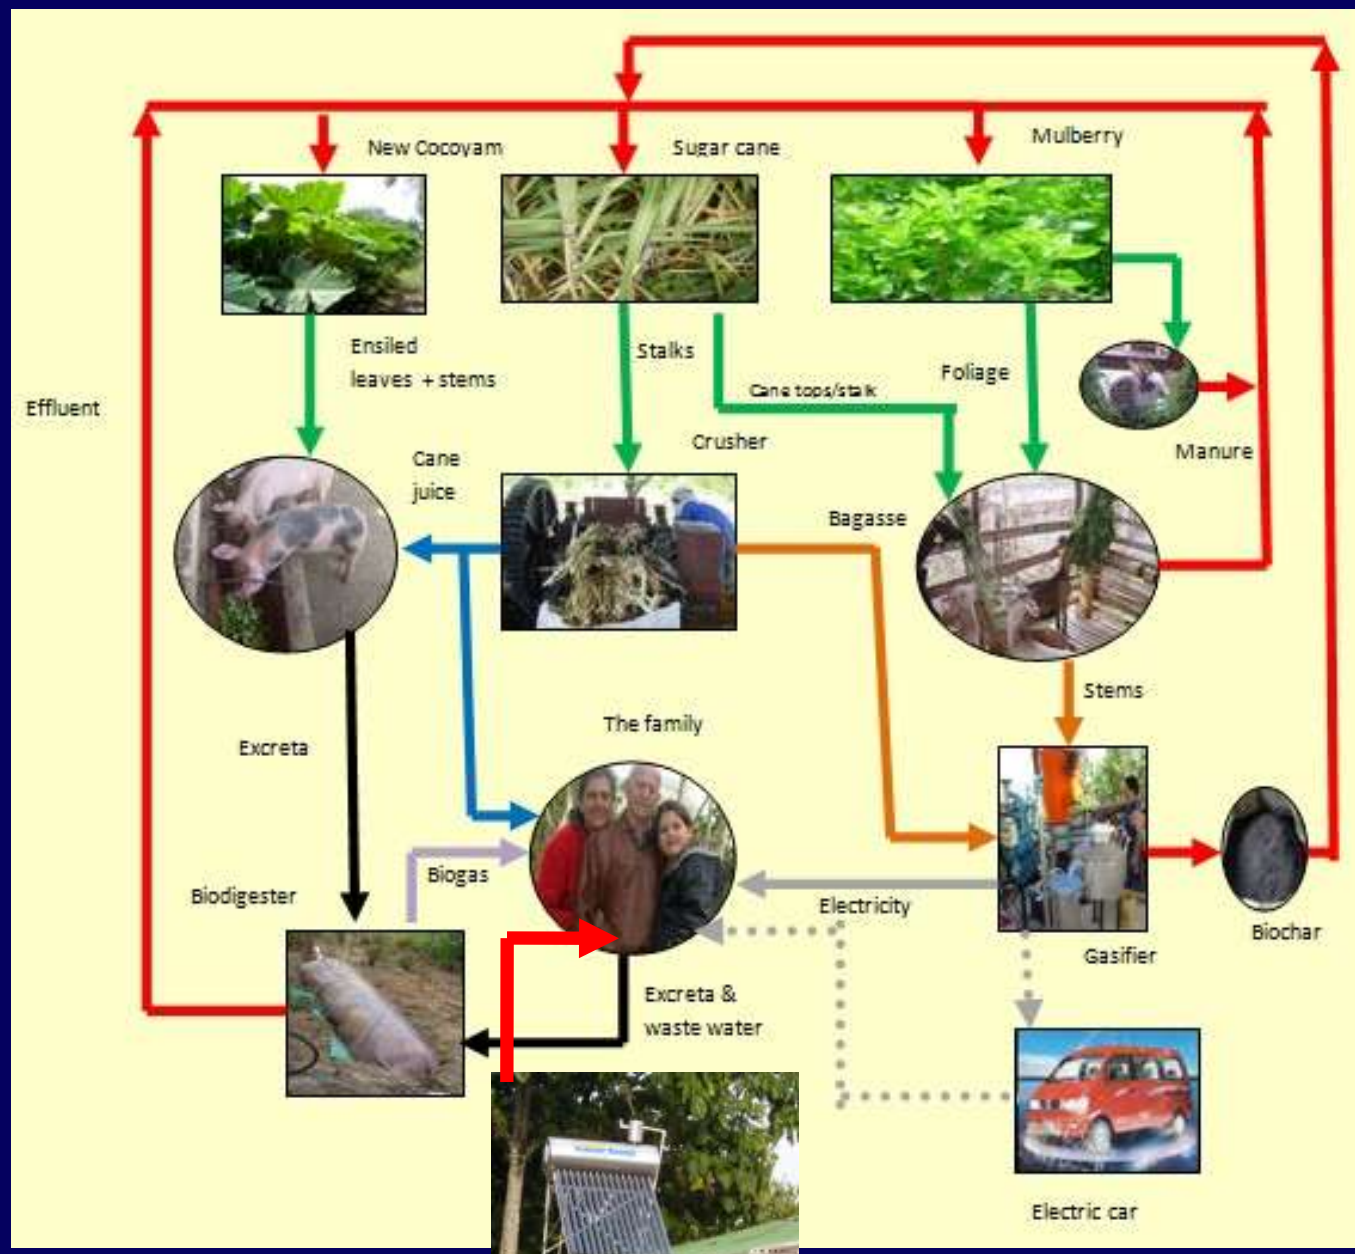 New Cocoyam
Sugar cane
Mulberry
Ensiled
leaves + stems
Stalks
Cane tops/stalk
Foliage
Effluent
Cane
juice
Crusher
Manure
Bagasse
Stems
The family
Excreta
Biogas
Biodigester
Electricity
Biochar
Gasifier
Excreta &
waste water
Electric car